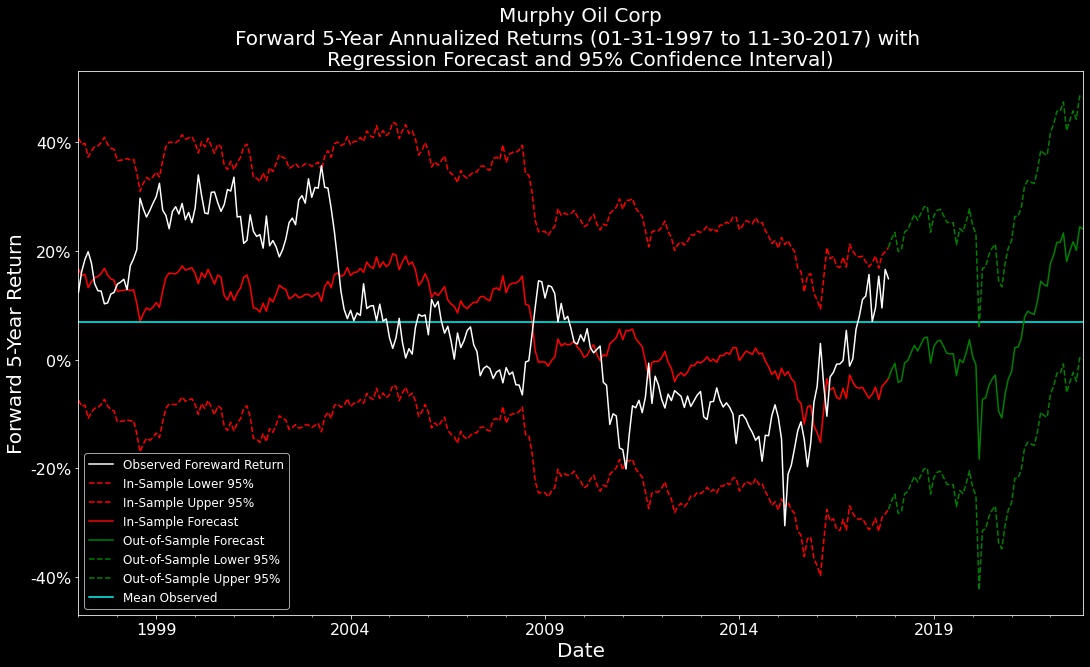 Murphy Oil Corp
Forward 5-Year Annualized Returns (01-31-1997 to 11-30-2017) with
Regression Forecast and 95% Confidence Interval)
Forward 5-Year Return
40%
20%
0%
-20%
-40%
Observed Foreward Return
In-Sample Lower 95%
In-Sample Upper 95%
In-Sample Forecast
Out-of-Sample Forecast
Out-of-Sample Lower 95%
Out-of-Sample Upper 95%
Mean Observed
1999 2004 2009 2014 2019
Date